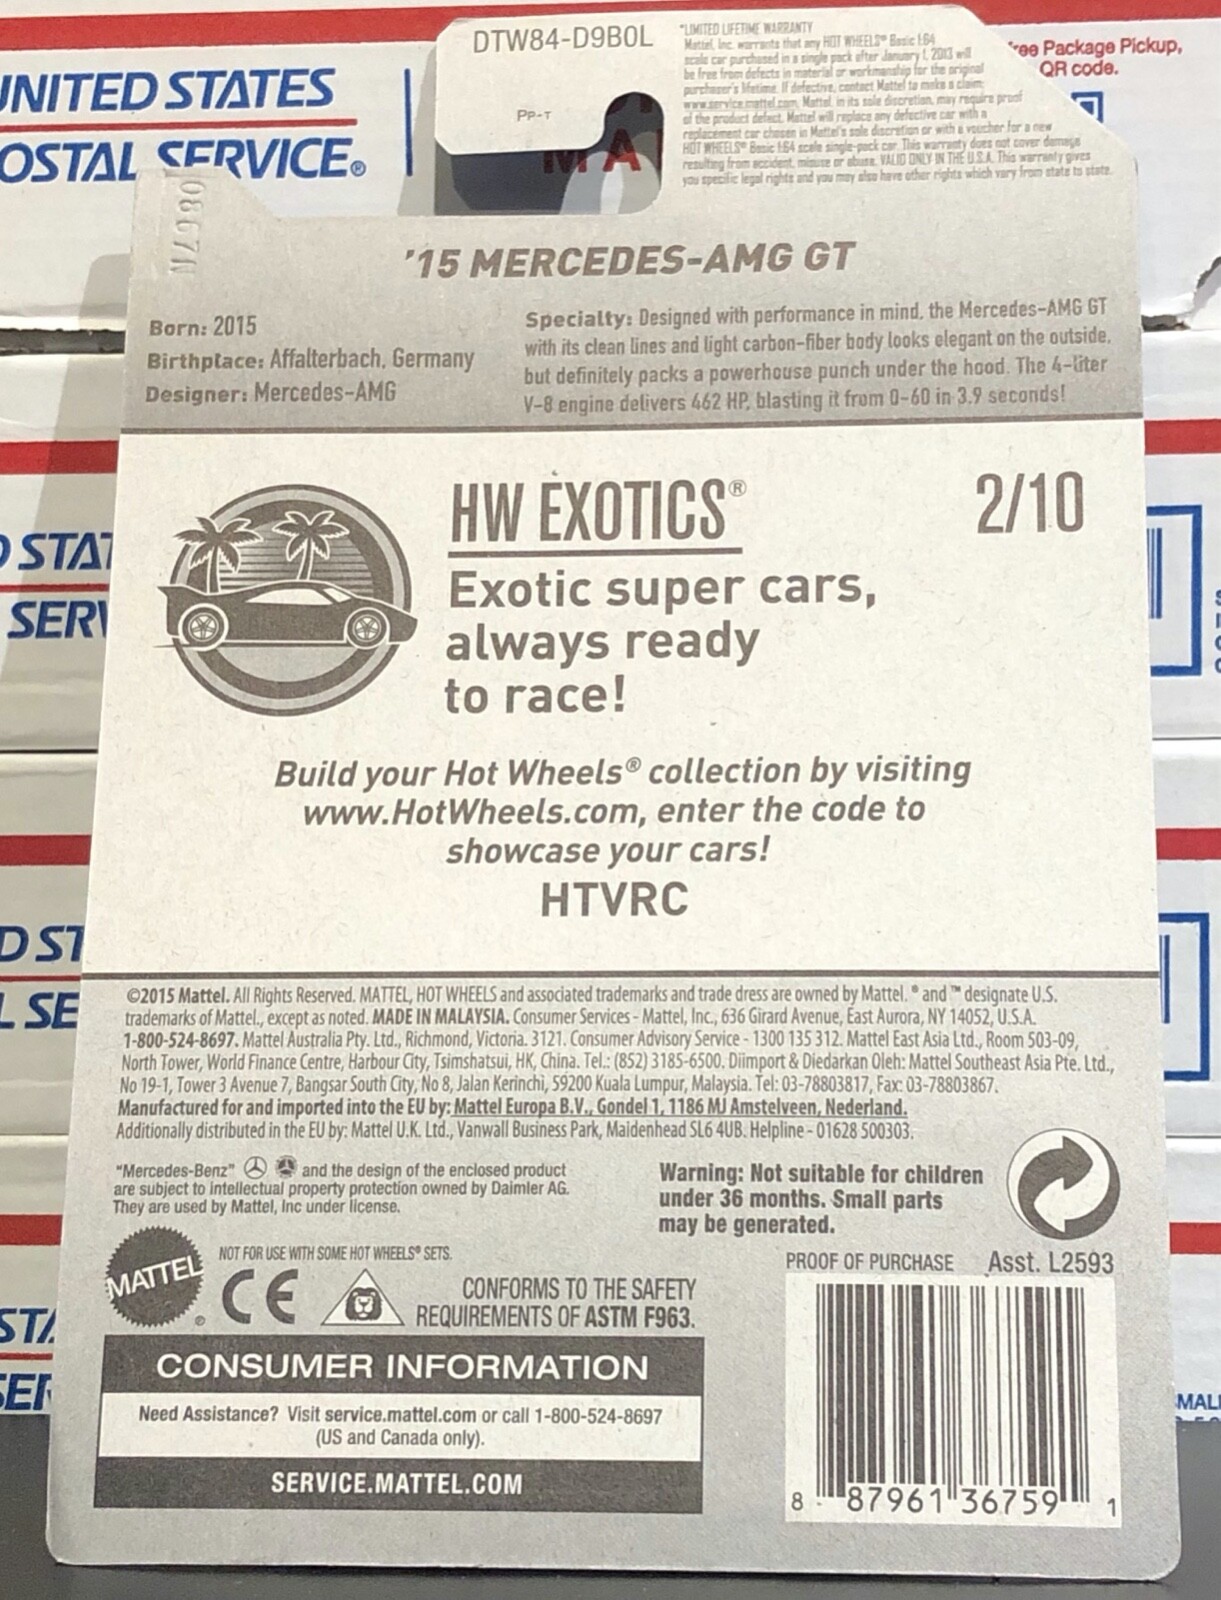 UNITED STATES
OSTAL SERVICE®
ree Package Pickup,
QR code.
DTW84-D9B0L
PP-T
M A
*LIMITED LIFETIME WARRANTY
Mattel, Inc. warrants that any HOT WHEELS® Basic 1:64
scale car purchased in a single pack after January 1, 2013 will
be free from defects in material or workmanship for the original
purchaser's lifetime. If defective, contact Mattel to make a claim:
www.service.mattel.com. Mattel, in its sole discretion, may require proof
of the product defect. Mattel will replace any defective car with a
replacement car chosen in Mattel's sole discretion or with a voucher for a new
HOT WHEELS® Basic 1:64 scale single-pack car. This warranty does not cover damage
resulting from accident, misuse or abuse. VALID ONLY IN THE U.S.A. This warranty gives
you specific legal rights and you may also have other rights which vary from state to state.
'15 MERCEDES-AMG GT
Born: 2015
Birthplace: Affalterbach, Germany
Designer: Mercedes-AMG
Specialty: Designed with performance in mind, the Mercedes-AMG GT
with its clean lines and light carbon-fiber body looks elegant on the outside,
but definitely packs a powerhouse punch under the hood. The 4-liter
V-8 engine delivers 462 HP, blasting it from 0-60 in 3.9 seconds!
HW EXOTICS®
2/10
Exotic super cars,
always ready
to race!
Build your Hot Wheels® collection by visiting
www.HotWheels.com, enter the code to
showcase your cars!
HTVRC
©2015 Mattel. All Rights Reserved. MATTEL, HOT WHEELS and associated trademarks and trade dress are owned by Mattel. ® and ™ designate U.S.
trademarks of Mattel., except as noted. MADE IN MALAYSIA. Consumer Services - Mattel, Inc., 636 Girard Avenue, East Aurora, NY 14052, U.S.A.
1-800-524-8697. Mattel Australia Pty. Ltd., Richmond, Victoria. 3121. Consumer Advisory Service - 1300 135 312. Mattel East Asia Ltd., Room 503-09,
North Tower, World Finance Centre, Harbour City, Tsimshatsui, HK, China. Tel.: (852) 3185-6500. Diimport & Diedarkan Oleh: Mattel Southeast Asia Pte. Ltd.,
No 19-1, Tower 3 Avenue 7, Bangsar South City, No 8, Jalan Kerinchi, 59200 Kuala Lumpur, Malaysia. Tel: 03-78803817, Fax: 03-78803867.
Manufactured for and imported into the EU by: Mattel Europa B.V., Gondel 1, 1186 MJ Amstelveen, Nederland.
Additionally distributed in the EU by: Mattel U.K. Ltd., Vanwall Business Park, Maidenhead SL6 4UB. Helpline - 01628 500303.
"Mercedes-Benz" and the design of the enclosed product
are subject to intellectual property protection owned by Daimler AG.
They are used by Mattel, Inc under license.
Warning: Not suitable for children
under 36 months. Small parts
may be generated.
MATTEL®
NOT FOR USE WITH SOME HOT WHEELS® SETS.
CE
CONFORMS TO THE SAFETY
REQUIREMENTS OF ASTM F963.
PROOF OF PURCHASE Asst. L2593
CONSUMER INFORMATION
Need Assistance? Visit service.mattel.com or call 1-800-524-8697
(US and Canada only).
SERVICE.MATTEL.COM
8 87961 36759 1
D STAT
SERV
D ST
L SE
STA
SER
MALL